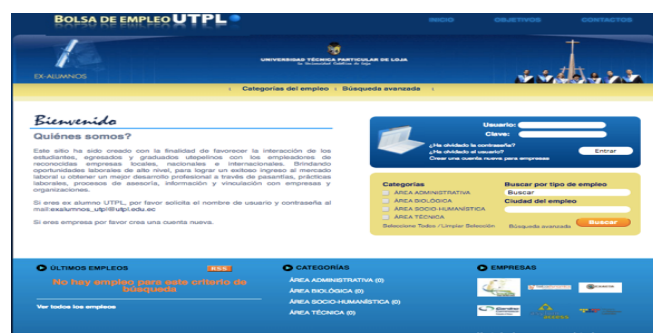 BOLSA DE EMPLEO UTPL
INICIO
OBJETIVOS
CONTACTOS
EX-ALUMNOS
UNIVERSIDAD TÉCNICA PARTICULAR DE LOJA
La Universidad Católica de Loja
Categorías del empleo
Búsqueda avanzada
Bienvenido
Quiénes somos?
Este sitio ha sido creado con la finalidad de favorecer la interacción de los
estudiantes, egresados y graduados utepelinos con los empleadores de
reconocidas empresas locales, nacionales e internacionales. Brindando
oportunidades laborales de alto nivel, para lograr un exitoso ingreso al mercado
laboral u obtener un mejor desarrollo profesional a través de pasantías, prácticas
laborales, procesos de asesoría, información y vinculación con empresas y
organizaciones.
Si eres ex alumno UTPL, por favor solicita el nombre de usuario y contraseña al
mail:exalumnos_utpl@utpl.edu.ec
Si eres empresa por favor crea una cuenta nueva.
Usuario:
Clave:
¿Ha olvidado la contraseña?
¿Ha olvidado el usuario?
Crear una cuenta nueva para empresas
Entrar
Categorías
ÁREA ADMINISTRATIVA
ÁREA BIOLÓGICA
ÁREA SOCIO-HUMANÍSTICA
ÁREA TÉCNICA
Seleccione Todos / Limpiar Selección
Buscar por tipo de empleo
Buscar
Ciudad del empleo
Búsqueda avanzada
Buscar
ÚLTIMOS EMPLEOS
RSS
No hay empleo para este criterio de
búsqueda
Ver todos los empleos
CATEGORÍAS
ÁREA ADMINISTRATIVA (0)
ÁREA BIOLÓGICA (0)
ÁREA SOCIO-HUMANÍSTICA (0)
ÁREA TÉCNICA (0)
EMPRESAS